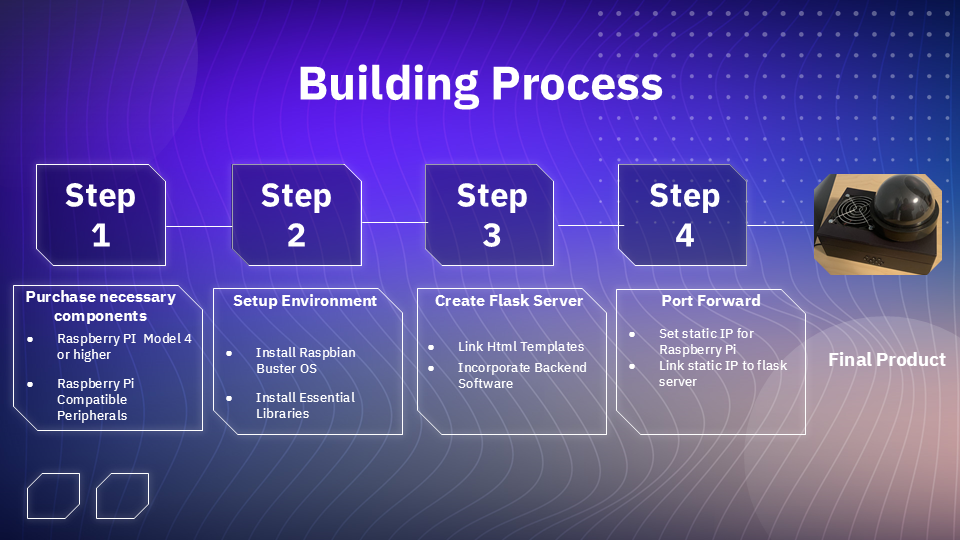 Building Process
Step
1
Step
2
Step
3
Step
4
Purchase necessary
components
● Raspberry PI  Model 4
or higher
● Raspberry Pi
Compatible
Peripherals
Setup Environment
● Install Raspbian
Buster OS
● Install Essential
Libraries
Create Flask Server
● Link Html Templates
● Incorporate Backend
Software
Port Forward
● Set static IP for
Raspberry Pi
● Link static IP to flask
server
Final Product